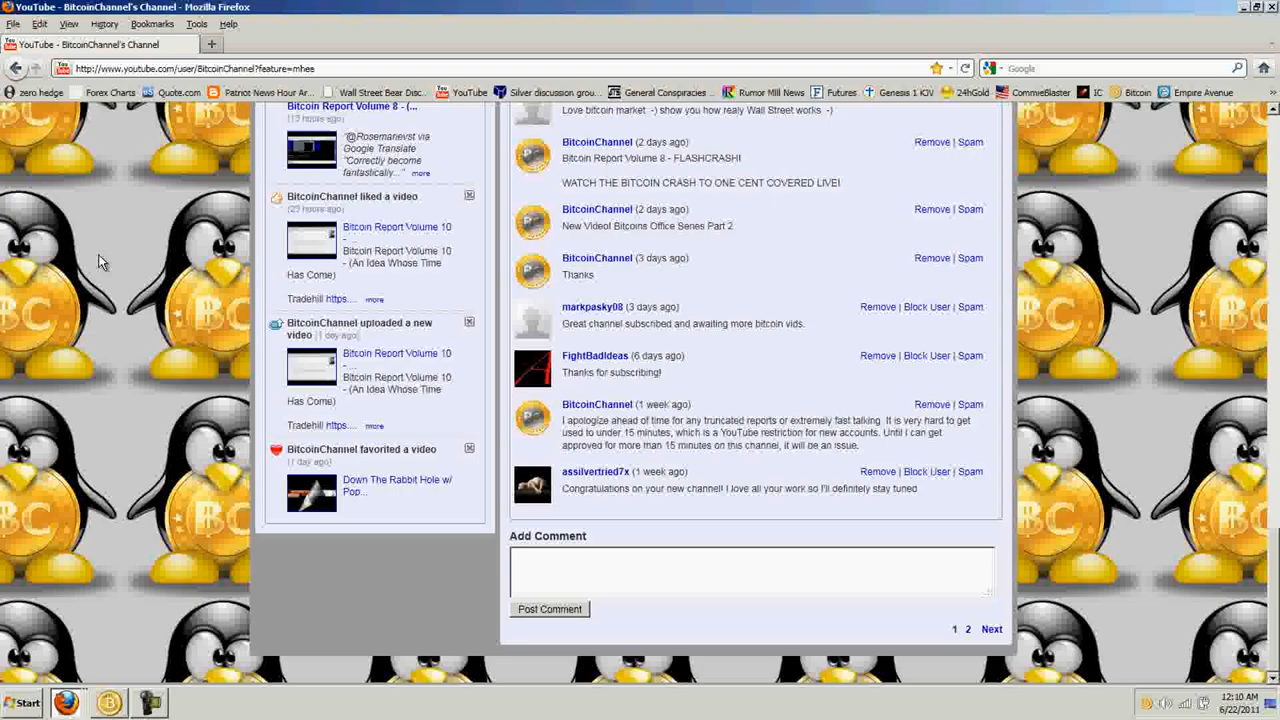 YouTube - BitcoinChannel's Channel - Mozilla Firefox
File Edit View History Bookmarks Tools Help
YouTube - BitcoinChannel's Channel
http://www.youtube.com/user/BitcoinChannel?feature=mhee
Google
zero hedge Forex Charts Quote.com Patriot News Hour Ar... Wall Street Bear Disc... YouTube Silver discussion grou... General Conspiracies ... Rumor Mill News Futures Genesis 1 KJV 24hGold CommieBlaster IC Bitcoin Empire Avenue
Bitcoin Report Volume 8 - (...
(15 hours ago)
"@Rosemarievst via
Google Translate
"Correctly become
fantastically..." more
BitcoinChannel liked a video
(23 hours ago)
Bitcoin Report Volume 10
- ...
Bitcoin Report Volume 10
- (An Idea Whose Time
Has Come)
Tradehill https:... more
BitcoinChannel uploaded a new
video (1 day ago)
Bitcoin Report Volume 10
- ...
Bitcoin Report Volume 10
- (An Idea Whose Time
Has Come)
Tradehill https:... more
BitcoinChannel favorited a video
(1 day ago)
Down The Rabbit Hole w/
Pop...
Love bitcoin market :-) show you how realy Wall Street works :-)
BitcoinChannel (2 days ago) Remove | Spam
Bitcoin Report Volume 8 - FLASHCRASH!
WATCH THE BITCOIN CRASH TO ONE CENT COVERED LIVE!
BitcoinChannel (2 days ago) Remove | Spam
New Video! Bitcoins Office Series Part 2
BitcoinChannel (3 days ago) Remove | Spam
Thanks
markpasky08 (3 days ago) Remove | Block User | Spam
Great channel subscribed and awaiting more bitcoin vids.
FightBadIdeas (6 days ago) Remove | Block User | Spam
Thanks for subscribing!
BitcoinChannel (1 week ago) Remove | Spam
I apologize ahead of time for any truncated reports or extremely fast talking. It is very hard to get
used to under 15 minutes, which is a YouTube restriction for new accounts. Until I can get
approved for more than 15 minutes on this channel, it will be an issue.
assilvertried7x (1 week ago) Remove | Block User | Spam
Congratulations on your new channel! I love all your work so I'll definitely stay tuned
Add Comment
Post Comment
1 2 Next
Start
12:10 AM
6/22/2011